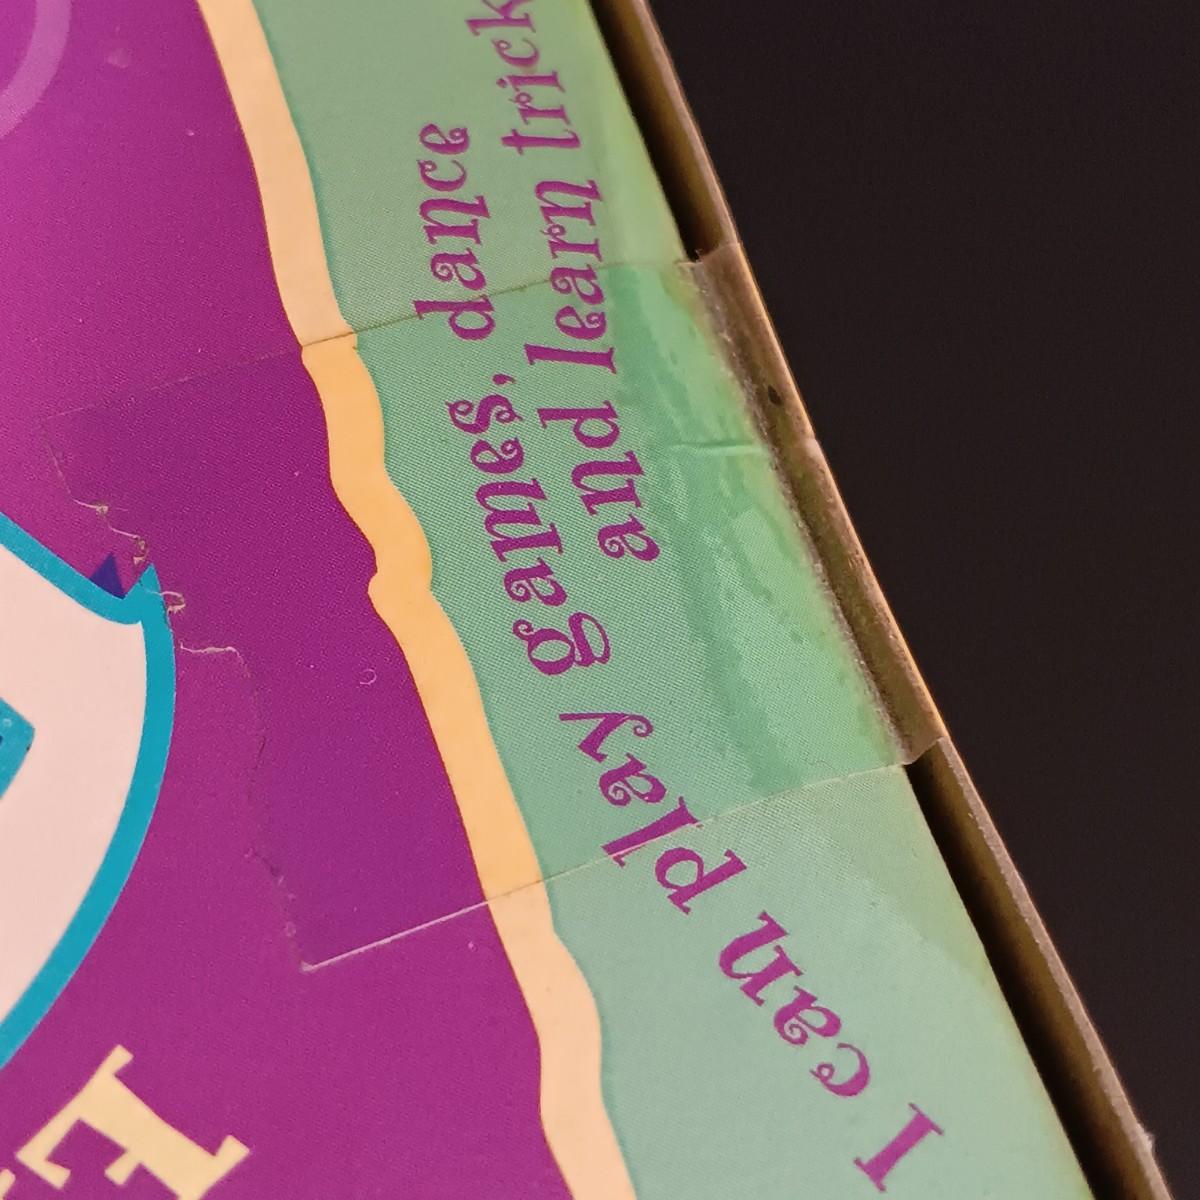 I can play games, dance
and learn trick
E